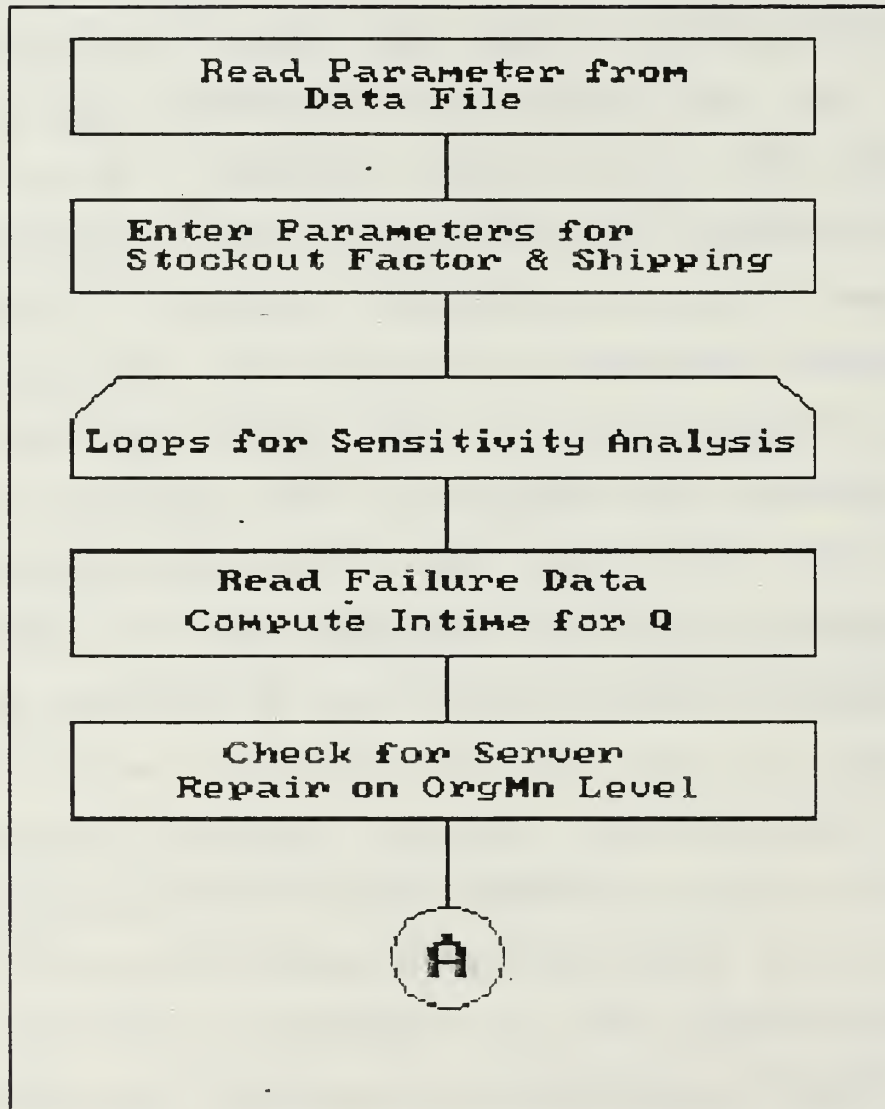 Read Parameter from
Data File
Enter Parameters for
Stockout Factor & Shipping
Loops for Sensitivity Analysis
Read Failure Data
Compute Intime for Q
Check for Server
Repair on OrgMn Level
A